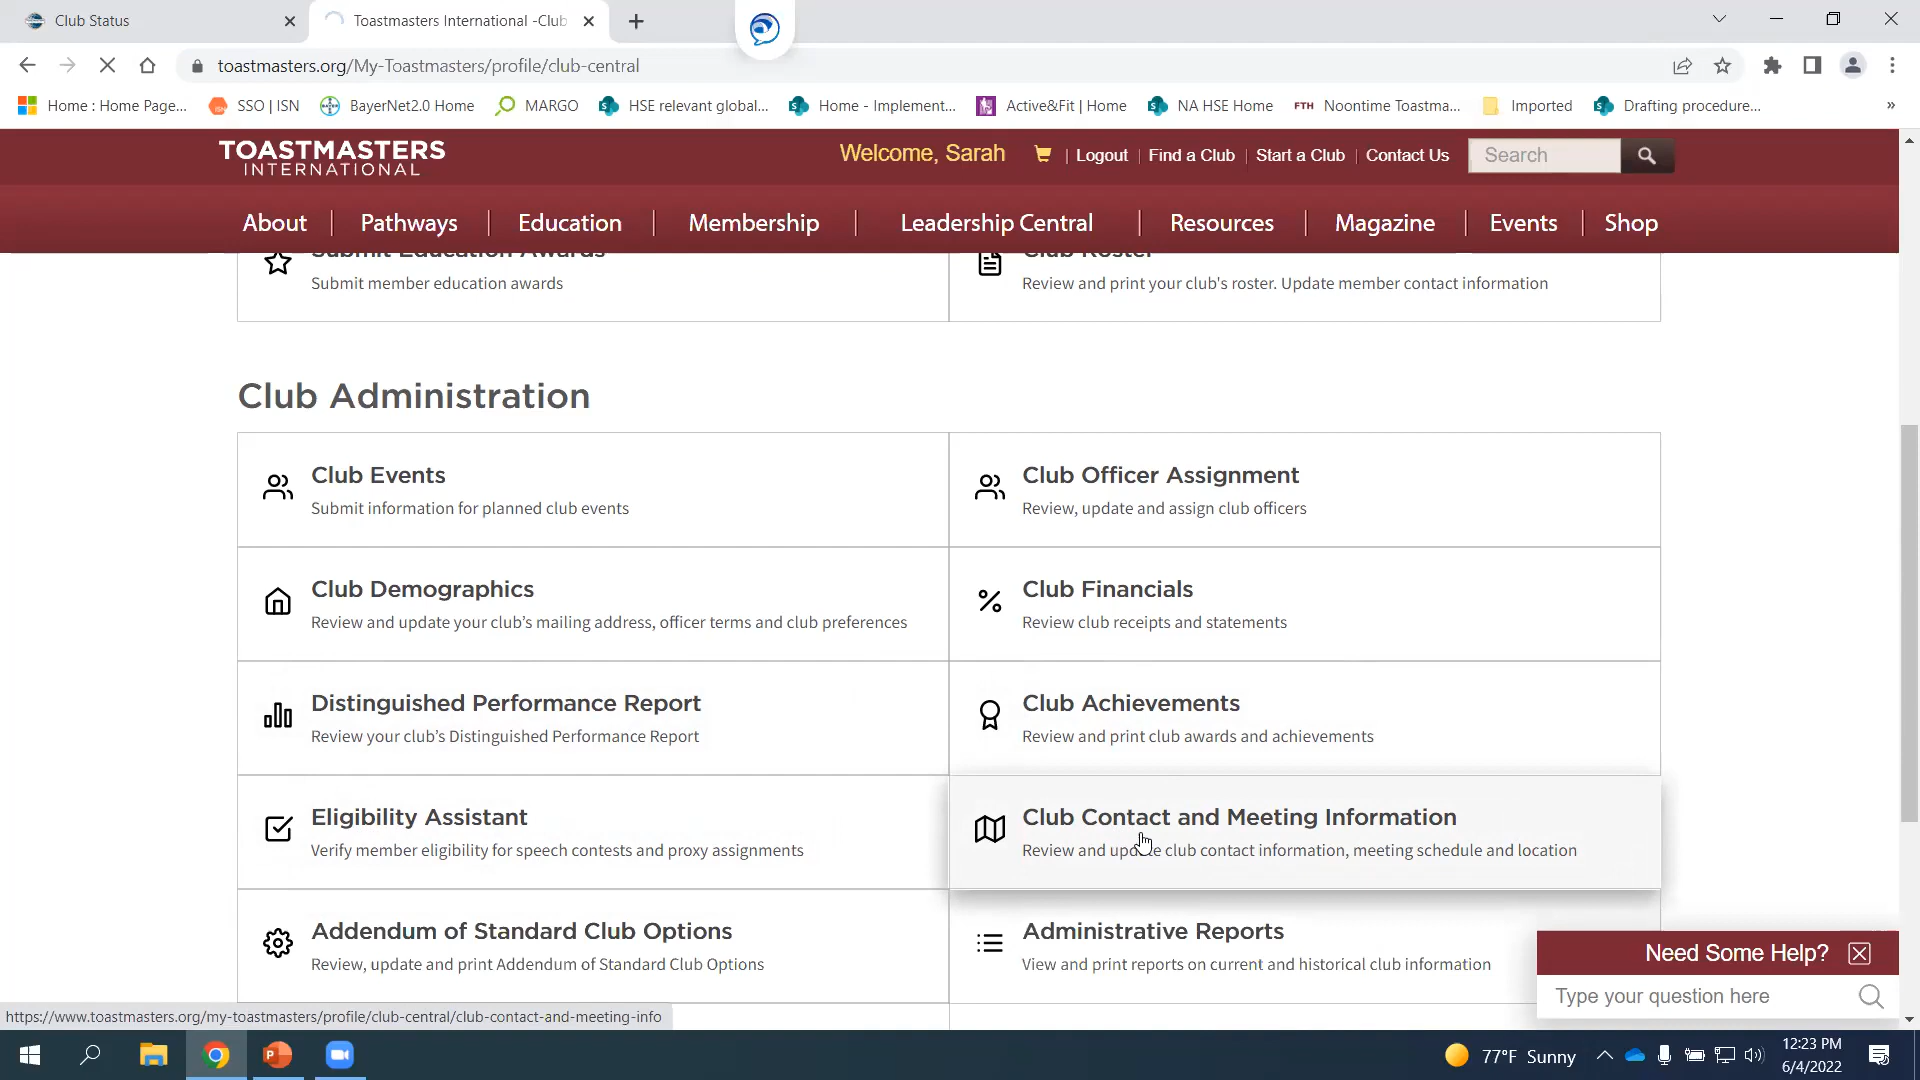 Club Status
Toastmasters International -Club
toastmasters.org/My-Toastmasters/profile/club-central
Home : Home Page...
SSO | ISN
BayerNet2.0 Home
MARGO
HSE relevant global...
Home - Implement...
Active&Fit | Home
NA HSE Home
FTH Noontime Toastma...
Imported
Drafting procedure...
»
TOASTMASTERS
INTERNATIONAL
Welcome, Sarah
| Logout | Find a Club | Start a Club | Contact Us
Search
About
Pathways
Education
Membership
Leadership Central
Resources
Magazine
Events
Shop
Submit Education Awards
Submit member education awards
Club Roster
Review and print your club's roster. Update member contact information
Club Administration
Club Events
Submit information for planned club events
Club Officer Assignment
Review, update and assign club officers
Club Demographics
Review and update your club's mailing address, officer terms and club preferences
Club Financials
Review club receipts and statements
Distinguished Performance Report
Review your club's Distinguished Performance Report
Club Achievements
Review and print club awards and achievements
Eligibility Assistant
Verify member eligibility for speech contests and proxy assignments
Club Contact and Meeting Information
Review and update club contact information, meeting schedule and location
Addendum of Standard Club Options
Review, update and print Addendum of Standard Club Options
Administrative Reports
View and print reports on current and historical club information
Need Some Help?
Type your question here
https://www.toastmasters.org/my-toastmasters/profile/club-central/club-contact-and-meeting-info
77°F Sunny
12:23 PM
6/4/2022